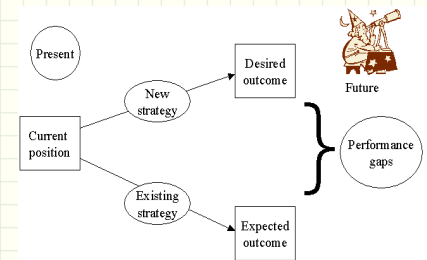 Present
Desired
outcome
Future
New
strategy
Current
position
Performance
gaps
Existing
strategy
Expected
outcome